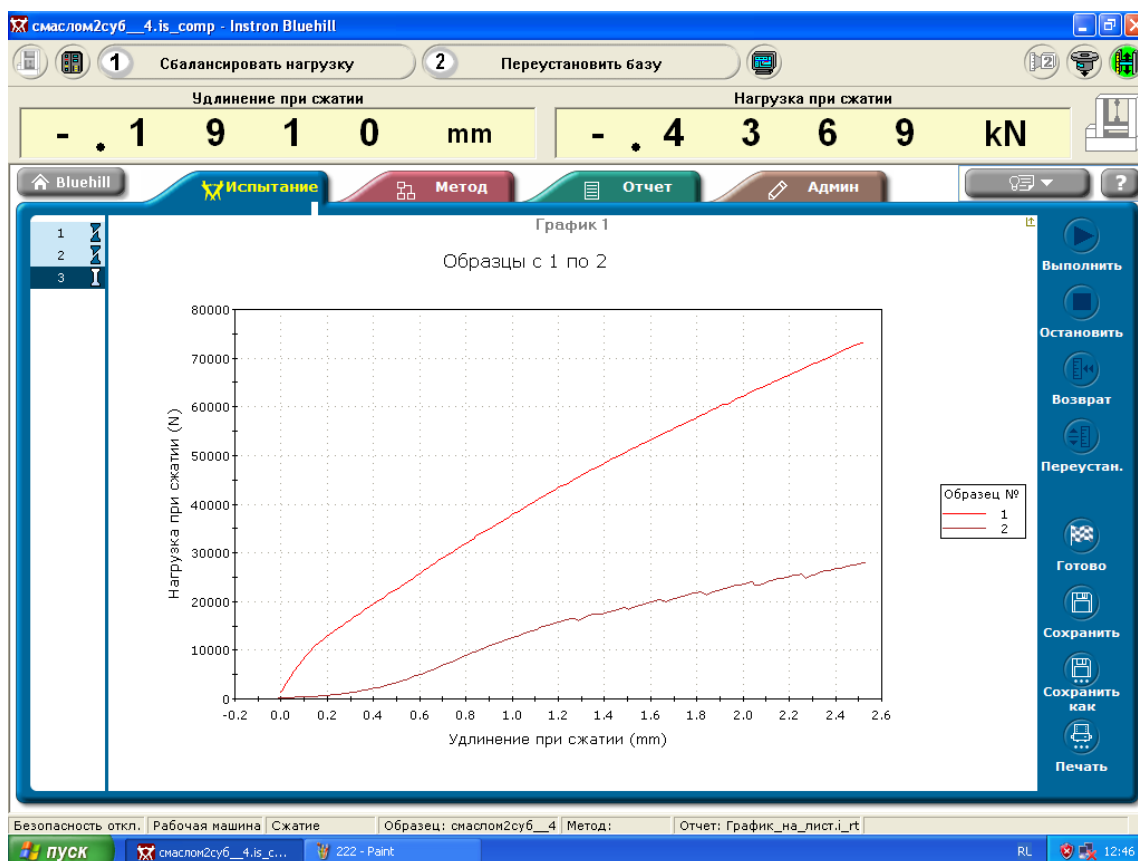 смаслом2суб__4.is_comp - Instron Bluehill
1 Сбалансировать нагрузку 2 Переустановить базу
Удлинение при сжатии Нагрузка при сжатии
- .1 9 1 0 mm - .4 3 6 9 kN
Bluehill Испытание Метод Отчет Админ ?
График 1
1
2
3
Образцы с 1 по 2
80000
70000
60000
50000
40000
30000
20000
10000
0
Нагрузка при сжатии (N)
-0.2 0.0 0.2 0.4 0.6 0.8 1.0 1.2 1.4 1.6 1.8 2.0 2.2 2.4 2.6
Удлинение при сжатии (mm)
Образец №
1
2
Выполнить
Остановить
Возврат
Переустан.
Готово
Сохранить
Сохранить
как
Печать
Безопасность откл. Рабочая машина Сжатие Образец: смаслом2суб__4 Метод: Отчет: График_на_лист.i_rt
пуск смаслом2суб__4.is_c... 222 - Paint RL 12:46